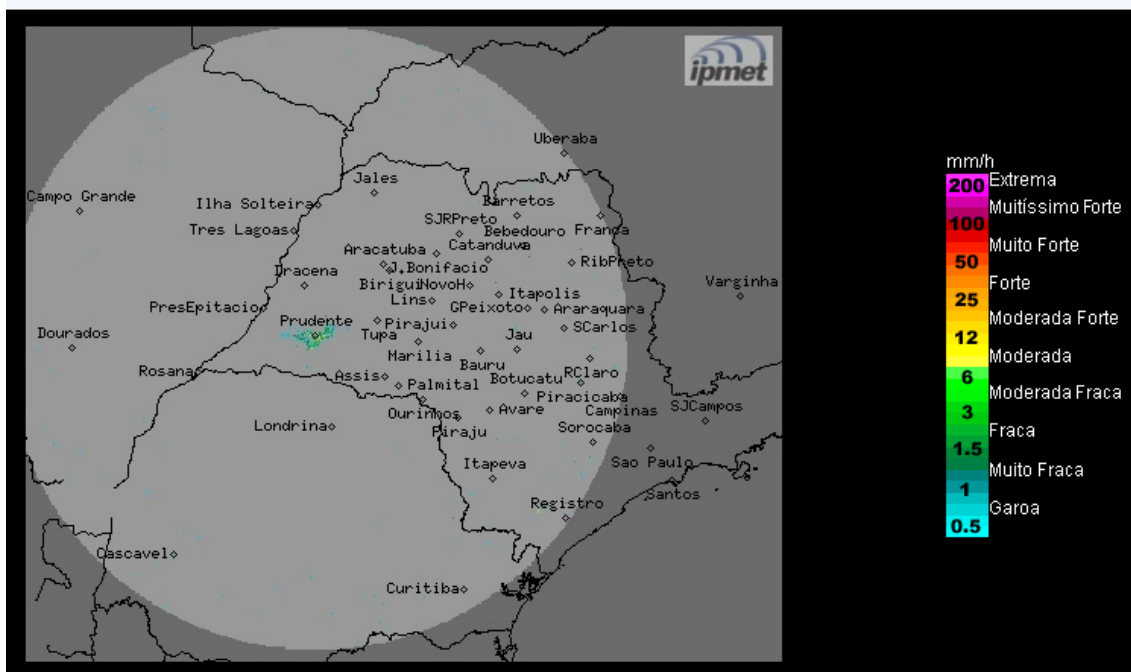 ipmet
Uberaba
Jales
Campo Grande
Ilha Solteira
Barretos
SJRPreto
Tres Lagoas
Bebedouro
Franca
Aracatuba
Catanduva
Dracena
J.Bonifacio
RibPreto
Birigui
NovoH
Varginha
Itapolis
Lins
PresEpitacio
GPeixoto
Araraquara
Prudente
Pirajui
SCarlos
Dourados
Tupa
Jau
Marilia
Bauru
Rosana
Assis
Botucatu
RClaro
Palmital
Piracicaba
SJCampos
Ourinhos
Avare
Campinas
Londrina
Piraju
Sorocaba
Itapeva
Sao Paulo
Santos
Registro
Cascavel
Curitiba
mm/h
200 Extrema
Muitíssimo Forte
100
Muito Forte
50
Forte
25
Moderada Forte
12
Moderada
6
Moderada Fraca
3
Fraca
1.5
Muito Fraca
1
Garoa
0.5